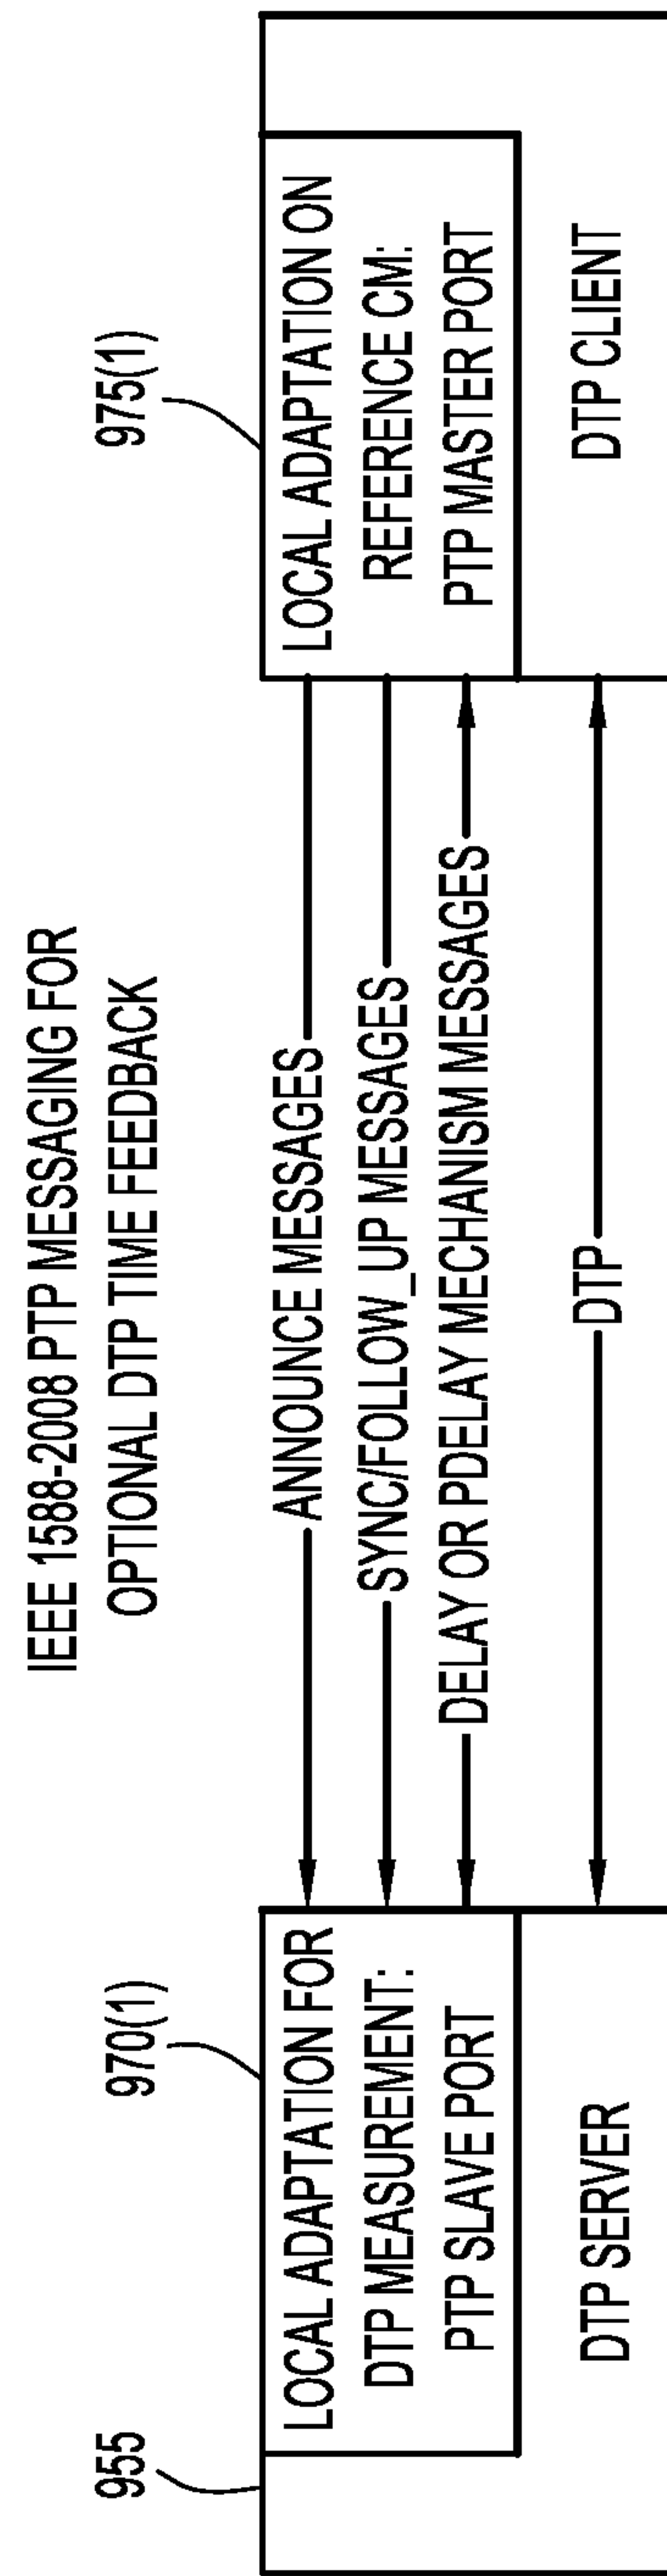 IEEE 1588-2008 PTP MESSAGING FOR
OPTIONAL DTP TIME FEEDBACK
955
970(1)
975(1)
LOCAL ADAPTATION FOR
DTP MEASUREMENT:
PTP SLAVE PORT
DTP SERVER
ANNOUNCE MESSAGES
SYNC/FOLLOW_UP MESSAGES
DELAY OR PDELAY MECHANISM MESSAGES
DTP
LOCAL ADAPTATION ON
REFERENCE CM:
PTP MASTER PORT
DTP CLIENT